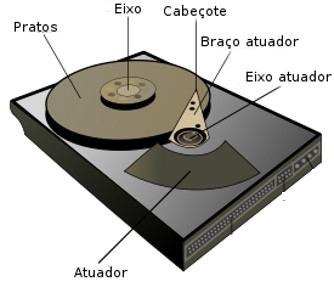 Eixo
Cabeçote
Pratos
Braço atuador
Eixo atuador
Atuador